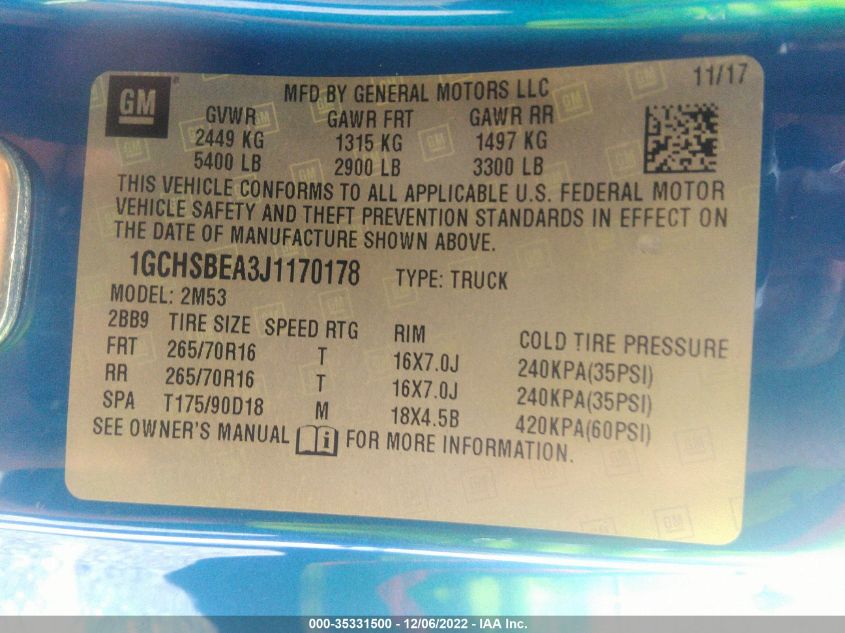 GM
MFD BY GENERAL MOTORS LLC
11/17
GVWR GAWR FRT GAWR RR
2449 KG 1315 KG 1497 KG
5400 LB 2900 LB 3300 LB
THIS VEHICLE CONFORMS TO ALL APPLICABLE U.S. FEDERAL MOTOR
VEHICLE SAFETY AND THEFT PREVENTION STANDARDS IN EFFECT ON
THE DATE OF MANUFACTURE SHOWN ABOVE.
1GCHSBEA3J1170178 TYPE: TRUCK
MODEL: 2M53
2BB9 TIRE SIZE SPEED RTG RIM COLD TIRE PRESSURE
FRT 265/70R16 T 16X7.0J 240KPA(35PSI)
RR 265/70R16 T 16X7.0J 240KPA(35PSI)
SPA T175/90D18 M 18X4.5B 420KPA(60PSI)
SEE OWNER'S MANUAL i FOR MORE INFORMATION.
000-35331500 - 12/06/2022 - IAA Inc.